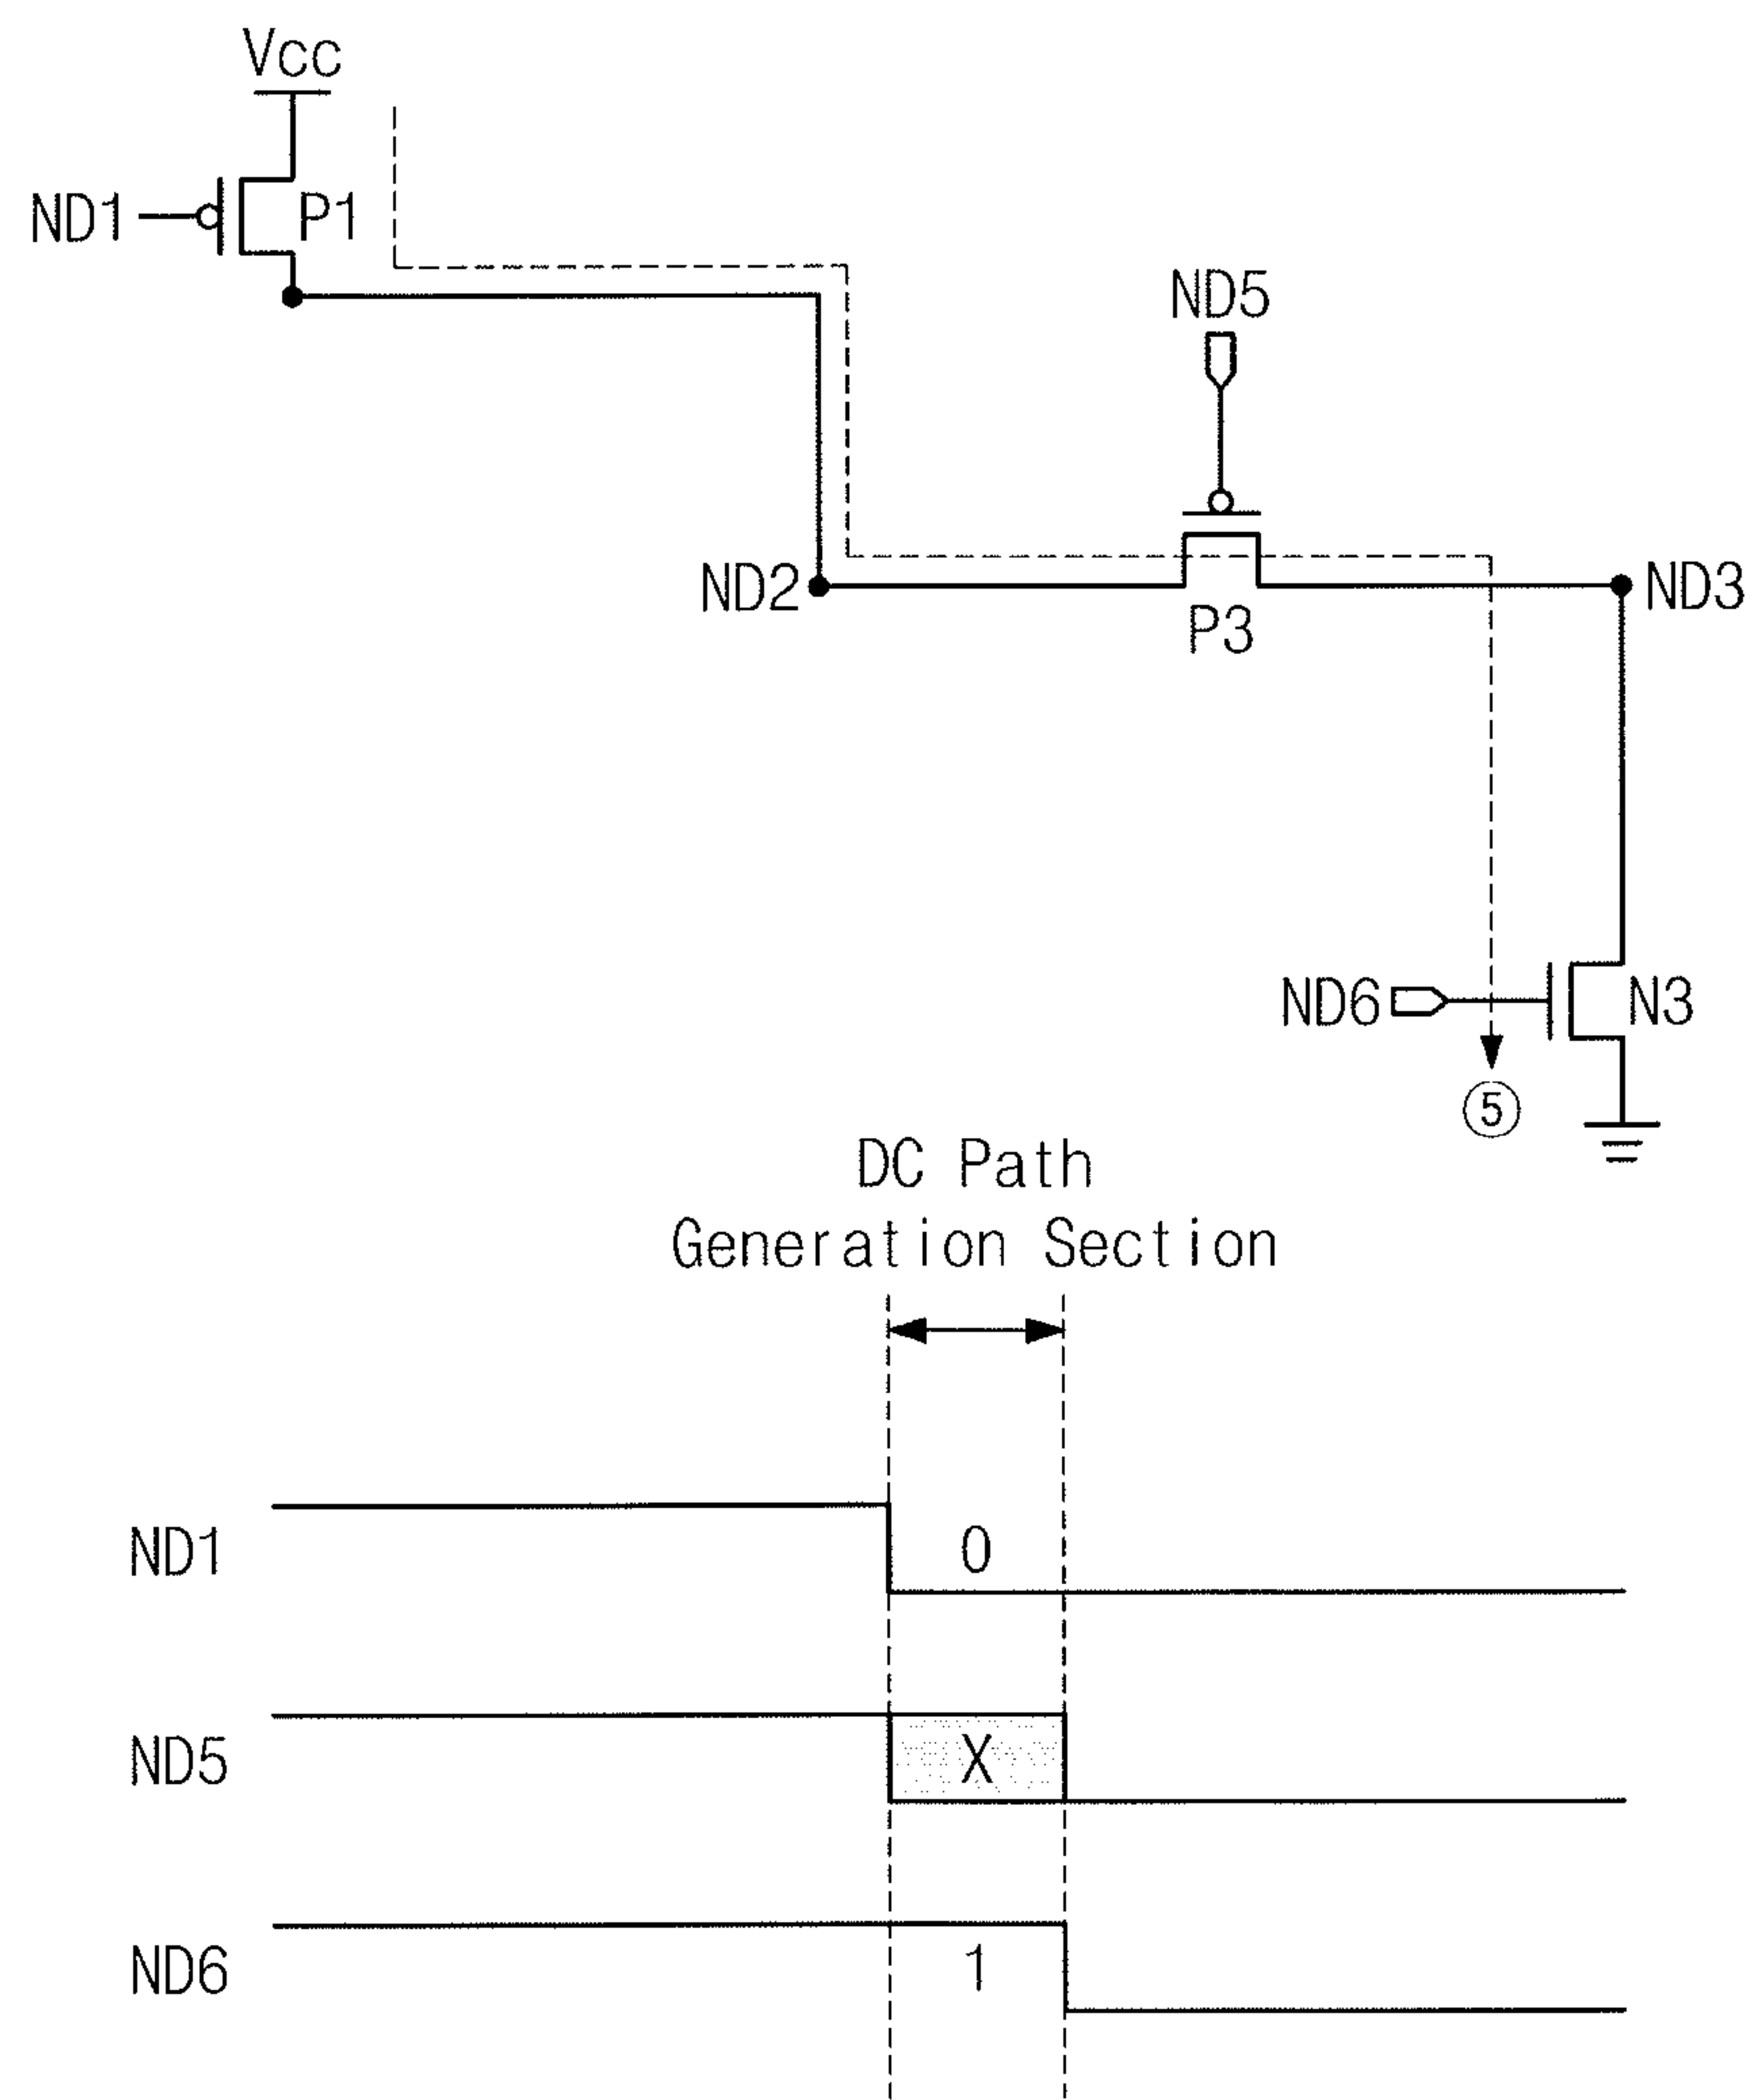 Vcc
ND1
P1
ND5
ND2
P3
ND3
ND6
N3
⑤
DC Path
Generation Section
ND1
0
ND5
X
ND6
1